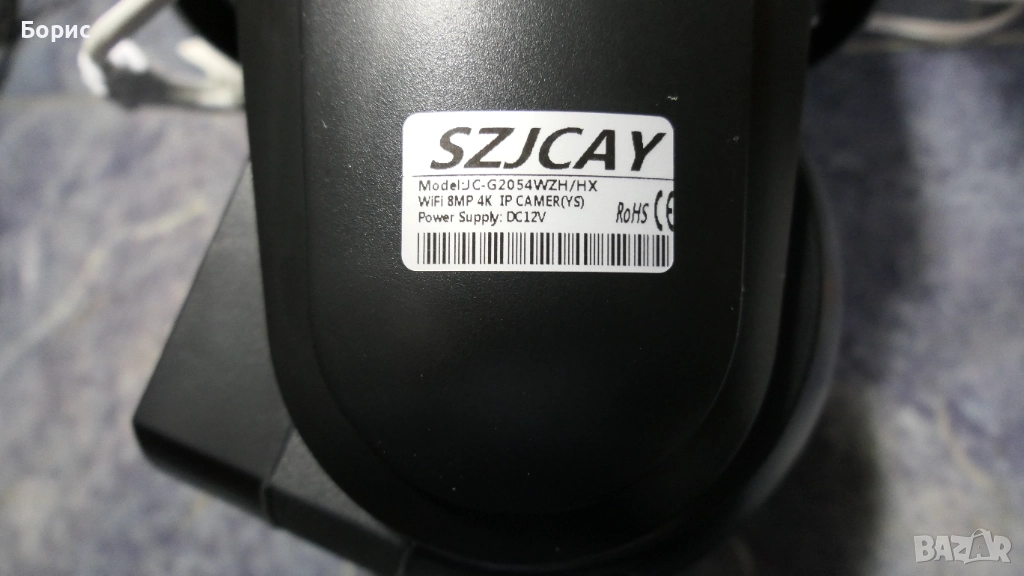 Борис
SZJCAY
Model:JC-G2054WZH/HX
WiFi 8MP 4K IP CAMER(YS)
Power Supply: DC12V
RoHS CE
BAZAR